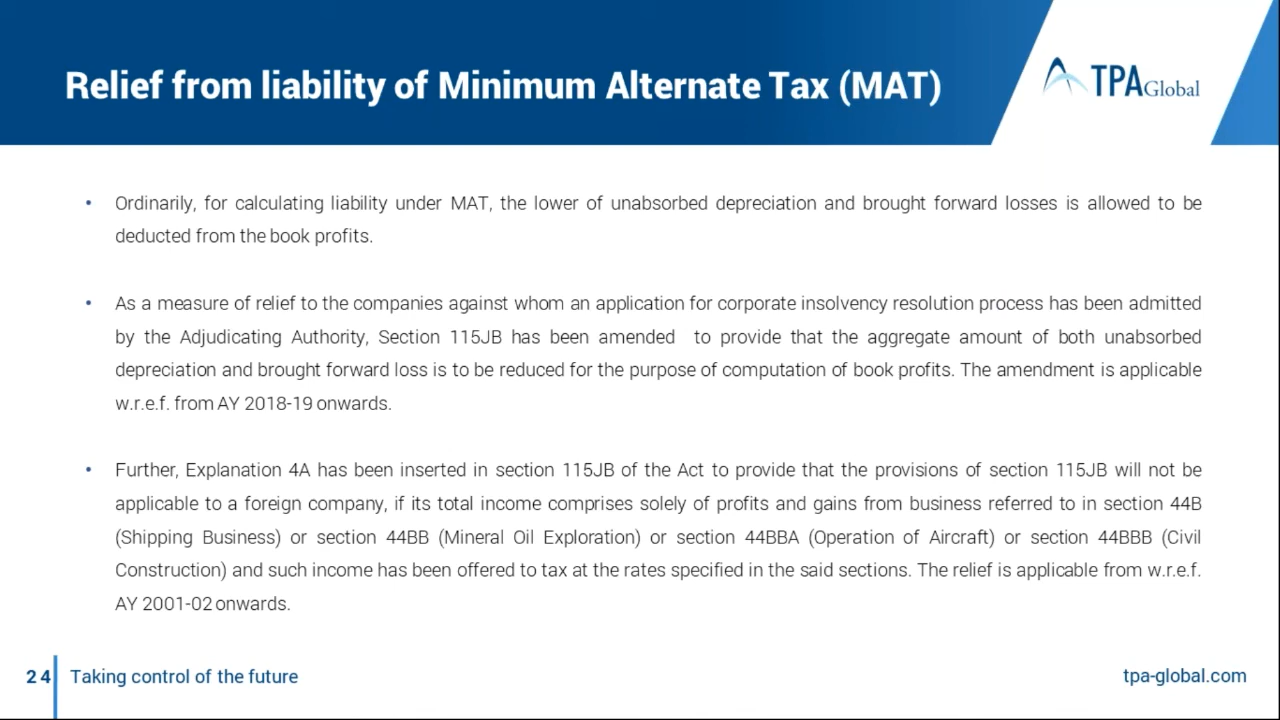 Relief from liability of Minimum Alternate Tax (MAT)
TPA Global
• Ordinarily, for calculating liability under MAT, the lower of unabsorbed depreciation and brought forward losses is allowed to be
deducted from the book profits.
• As a measure of relief to the companies against whom an application for corporate insolvency resolution process has been admitted
by the Adjudicating Authority, Section 115JB has been amended to provide that the aggregate amount of both unabsorbed
depreciation and brought forward loss is to be reduced for the purpose of computation of book profits. The amendment is applicable
w.r.e.f. from AY 2018-19 onwards.
• Further, Explanation 4A has been inserted in section 115JB of the Act to provide that the provisions of section 115JB will not be
applicable to a foreign company, if its total income comprises solely of profits and gains from business referred to in section 44B
(Shipping Business) or section 44BB (Mineral Oil Exploration) or section 44BBA (Operation of Aircraft) or section 44BBB (Civil
Construction) and such income has been offered to tax at the rates specified in the said sections. The relief is applicable from w.r.e.f.
AY 2001-02 onwards.
24 Taking control of the future
tpa-global.com